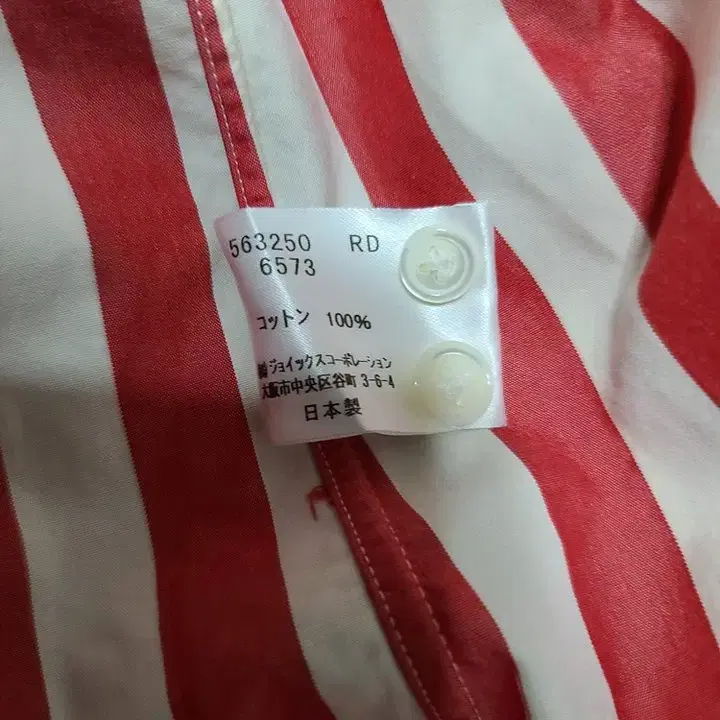 563250 RD
6573
コットン 100%
㈱ジョイックスコーポレーション
大阪市中央区谷町 3-6-4
日本製